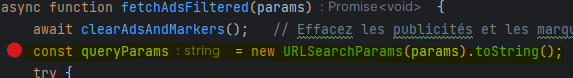 async function fetchAdsFiltered(params) : Promise<void> {
await clearAdsAndMarkers(); // Effacez les publicités et les
const queryParams : string = new URLSearchParams(params).toString();
try {